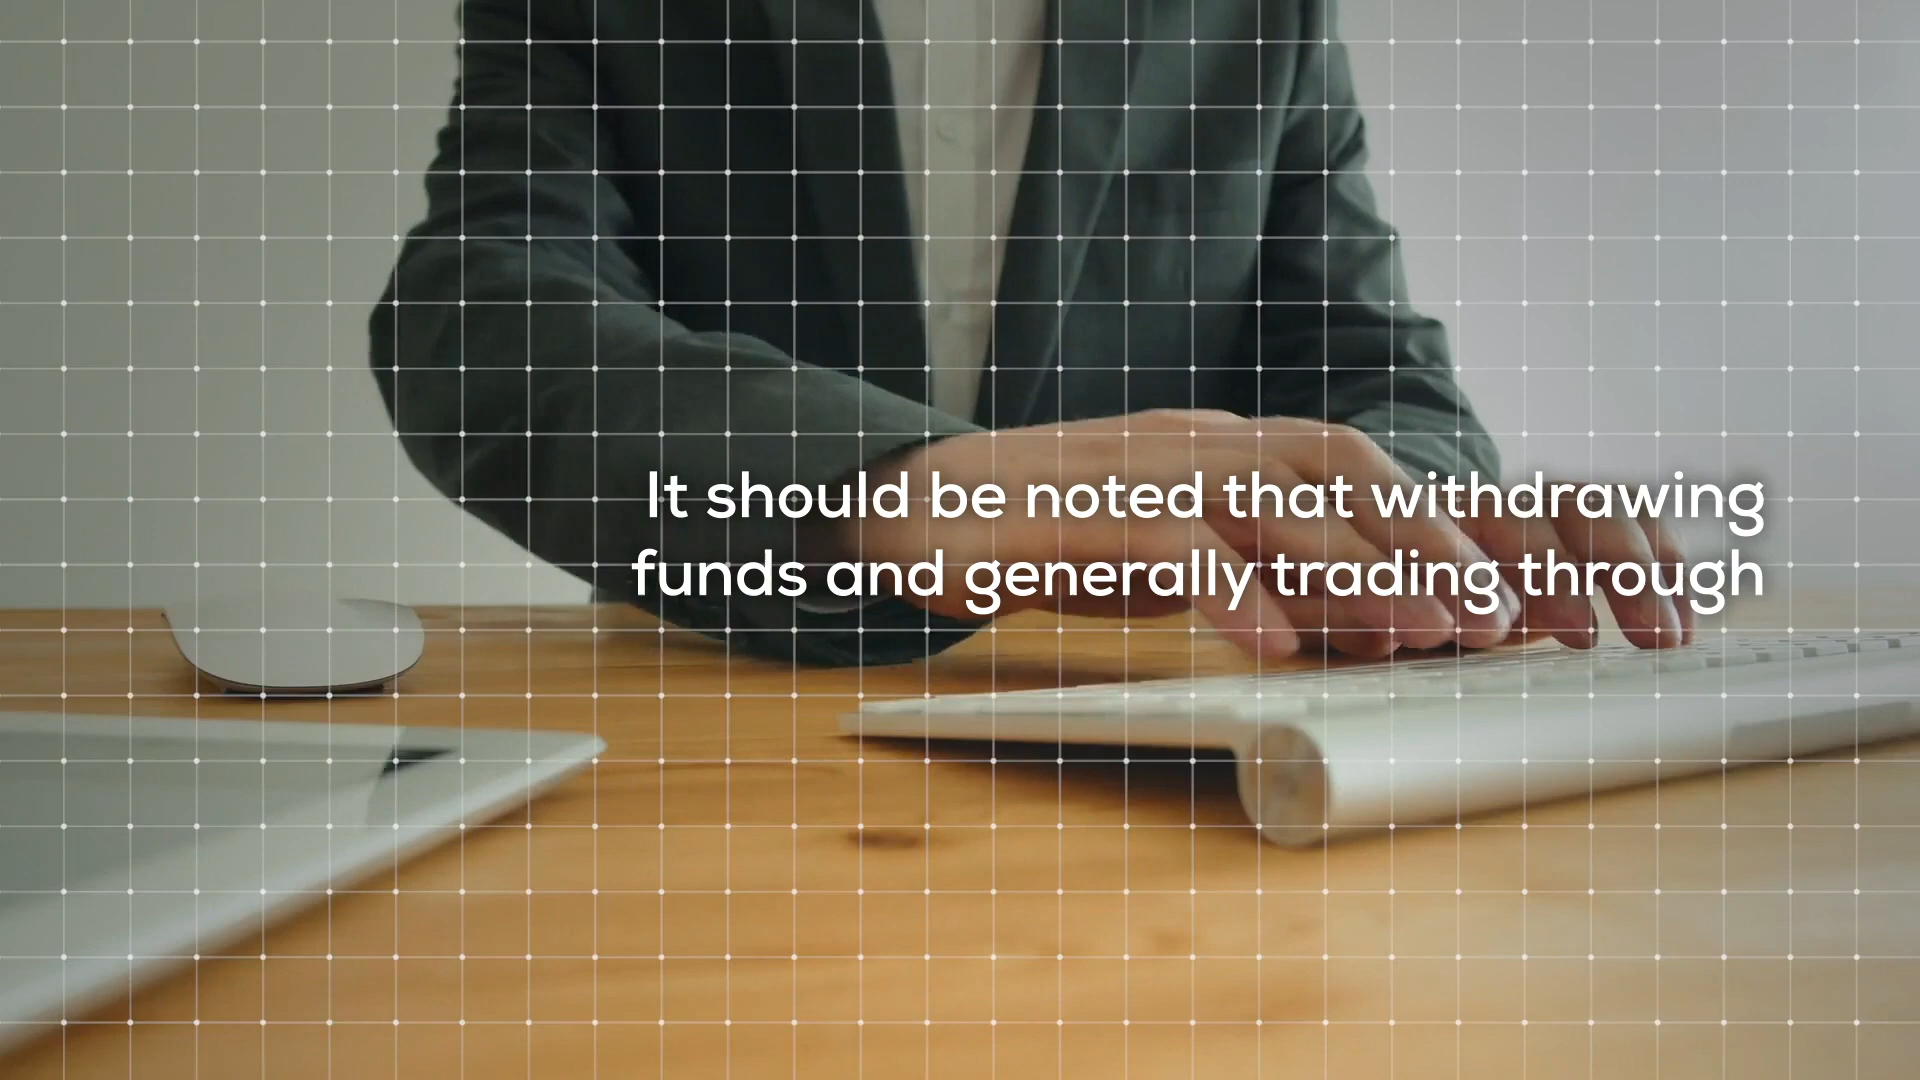 It should be noted that withdrawing
funds and generally trading through